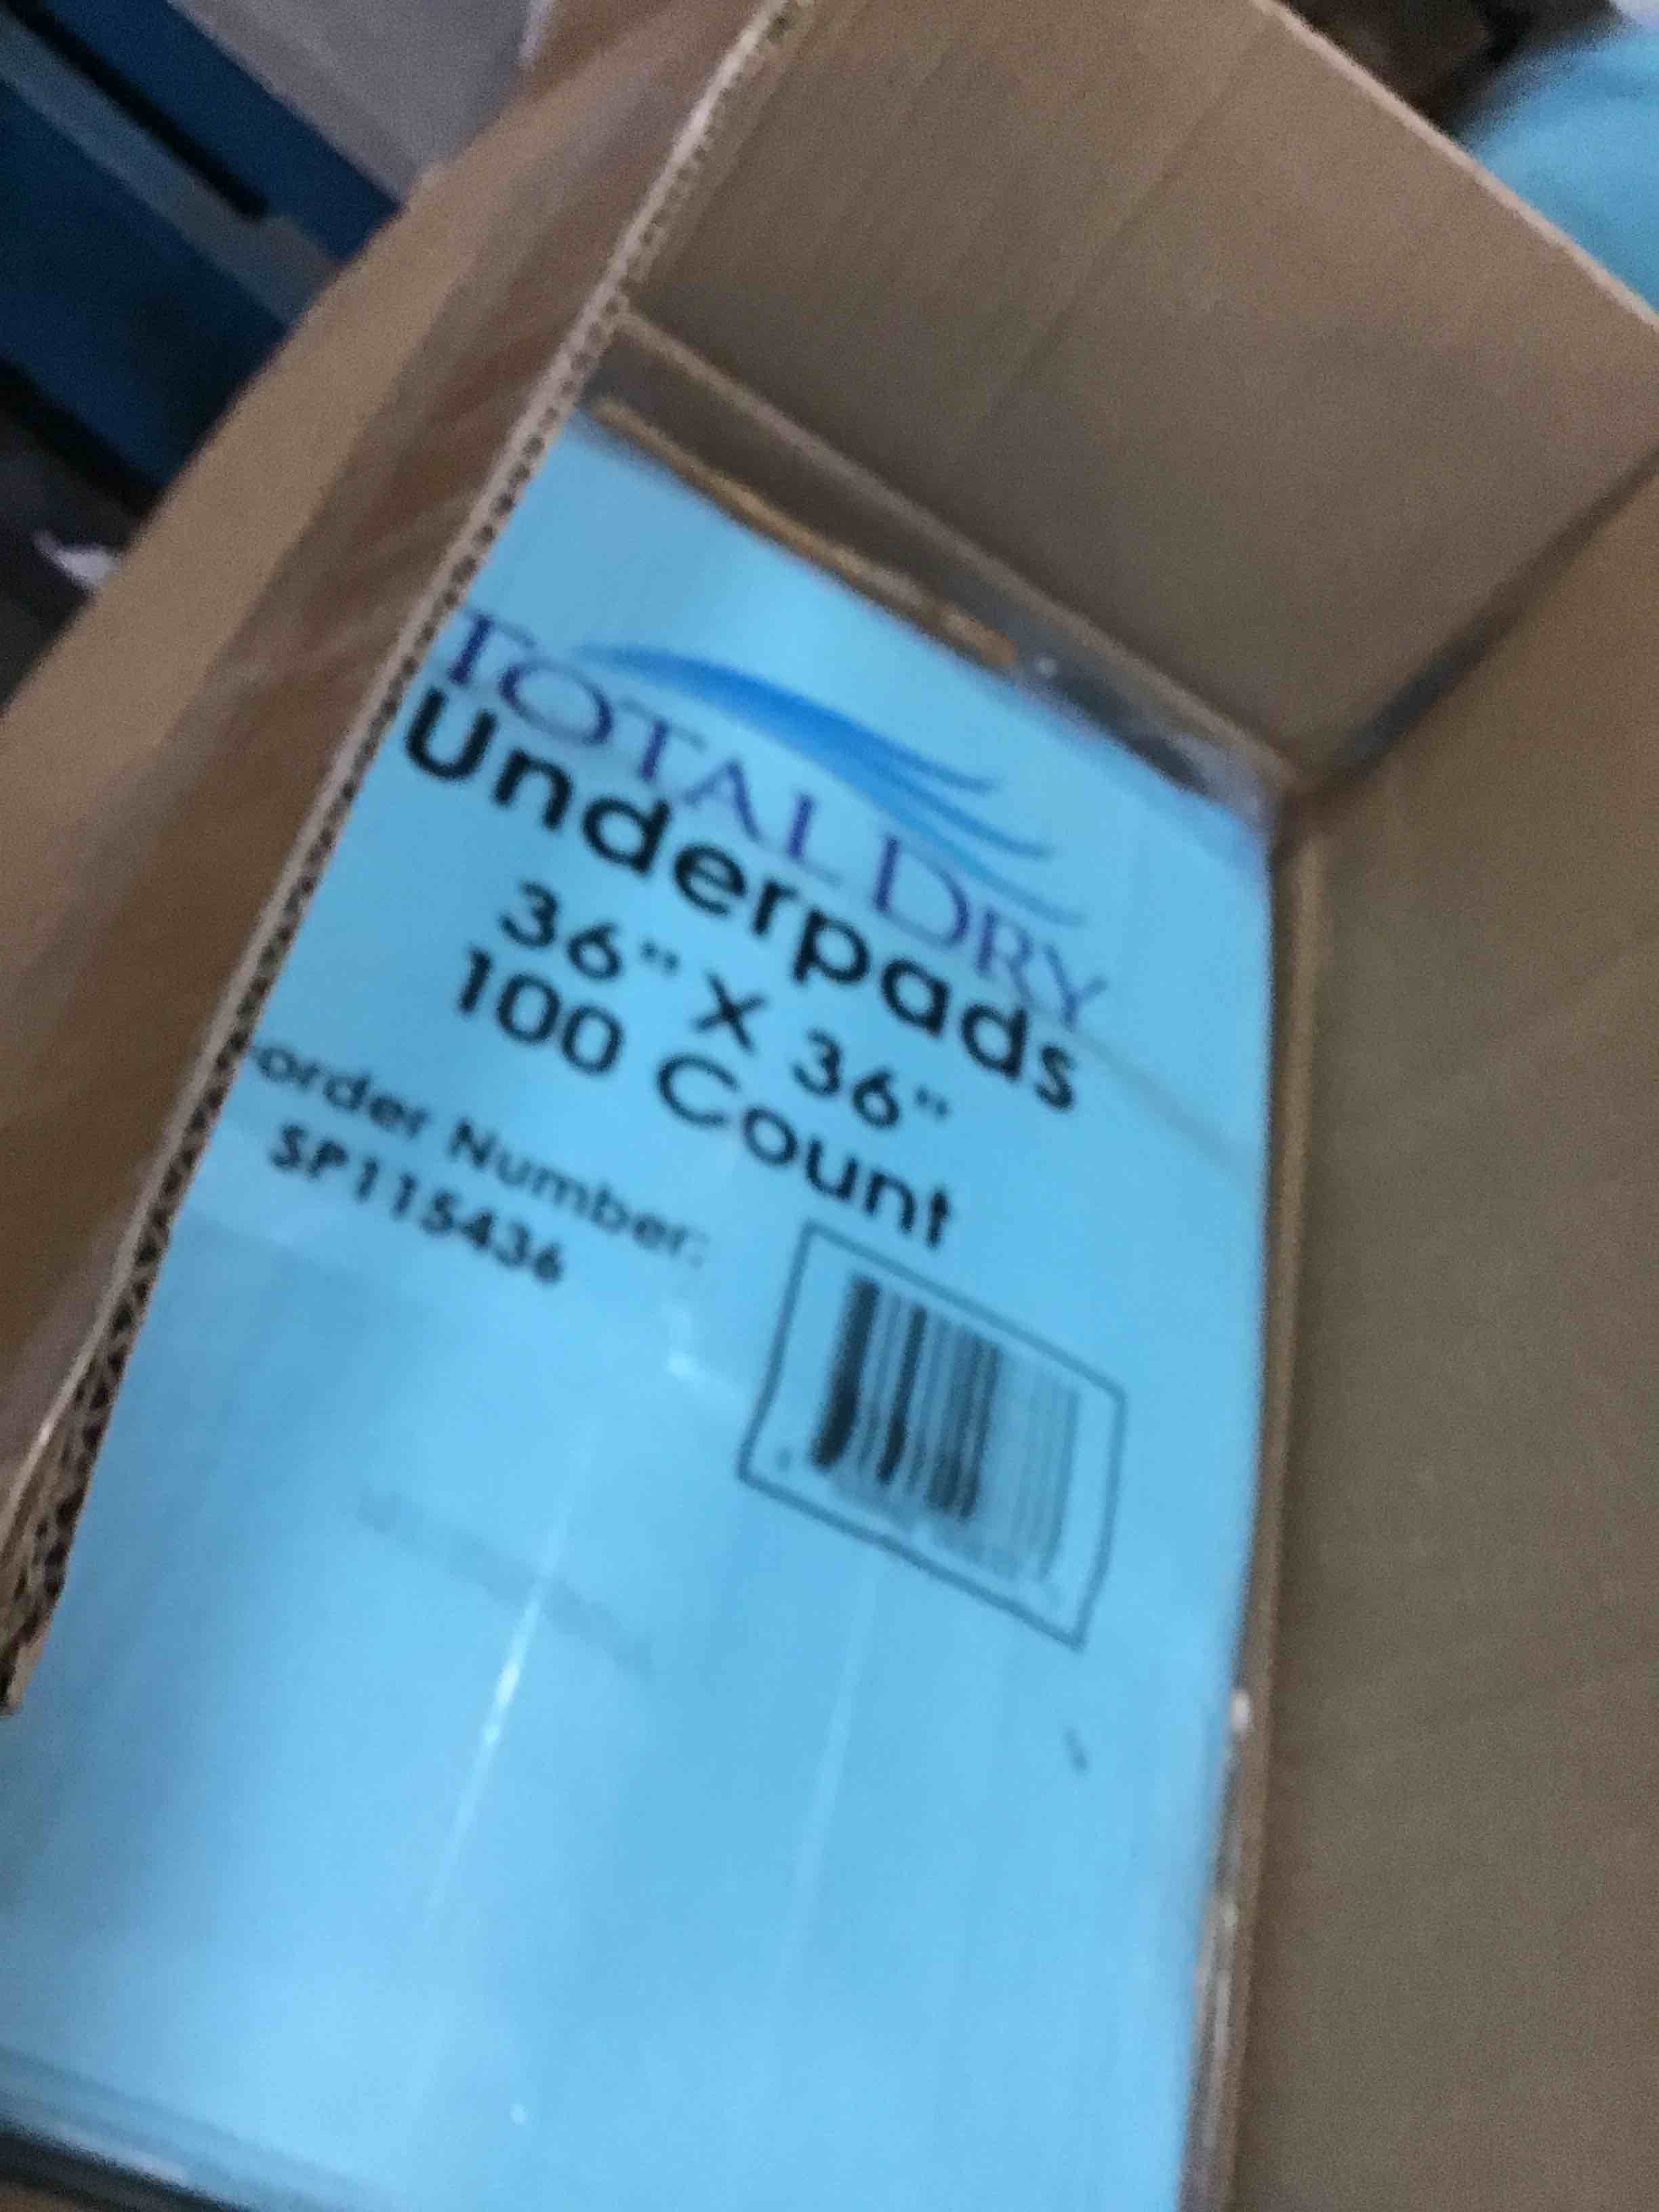 TOTAL DRY
Underpads
36" X 36"
100 Count
order Number:
SP115436